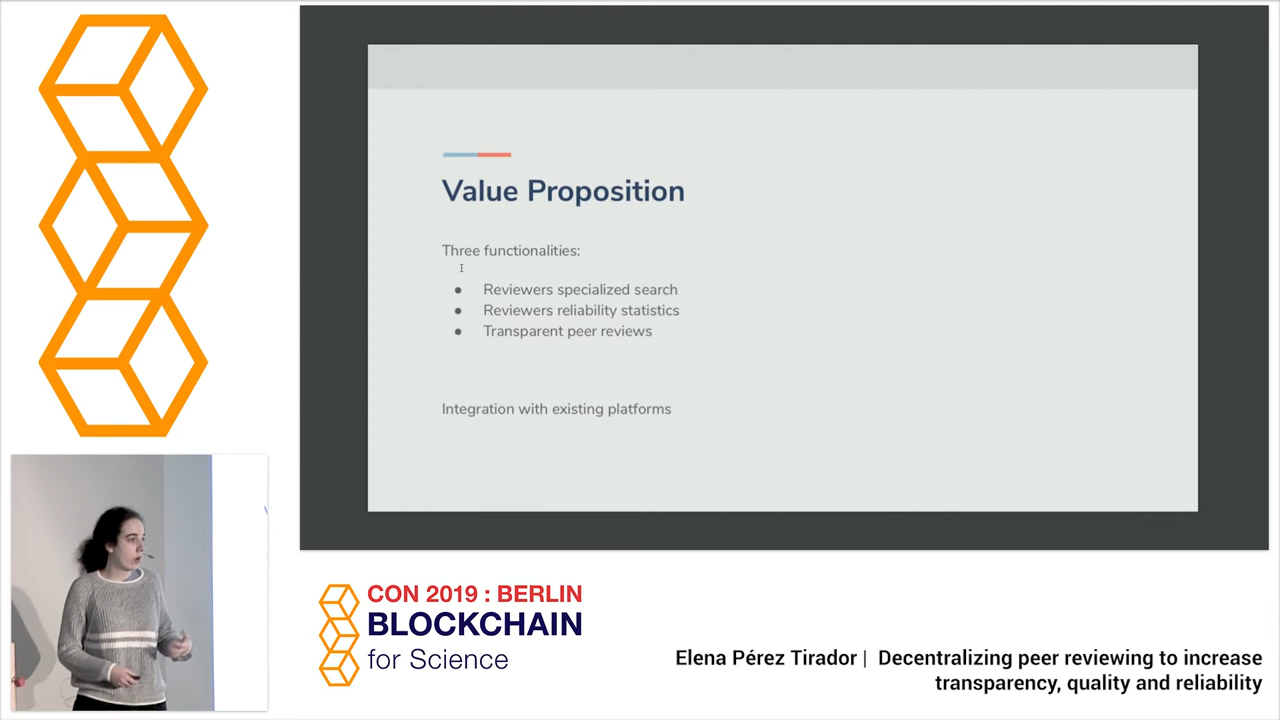 Value Proposition
Three functionalities:
● Reviewers specialized search
● Reviewers reliability statistics
● Transparent peer reviews
Integration with existing platforms
CON 2019 : BERLIN
BLOCKCHAIN
for Science
Elena Pérez Tirador | Decentralizing peer reviewing to increase
transparency, quality and reliability